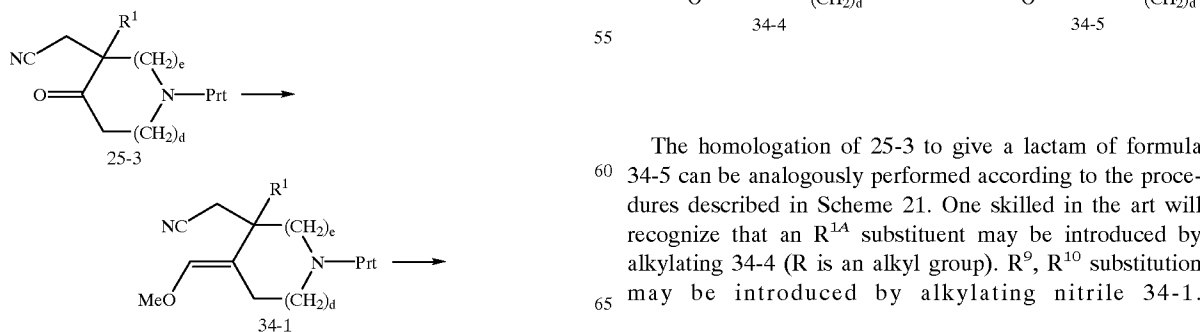 R¹
NC
(CH₂)ₑ
O
N—Prt
(CH₂)d
25-3
R¹
NC
(CH₂)ₑ
N—Prt
MeO
(CH₂)d
34-1
O (CH₂)d O (CH₂)d
34-4 34-5
55
The homologation of 25-3 to give a lactam of formula
60 34-5 can be analogously performed according to the proce-
dures described in Scheme 21. One skilled in the art will
recognize that an R¹ᴬ substituent may be introduced by
alkylating 34-4 (R is an alkyl group). R⁹, R¹⁰ substitution
65 may be introduced by alkylating nitrile 34-1.